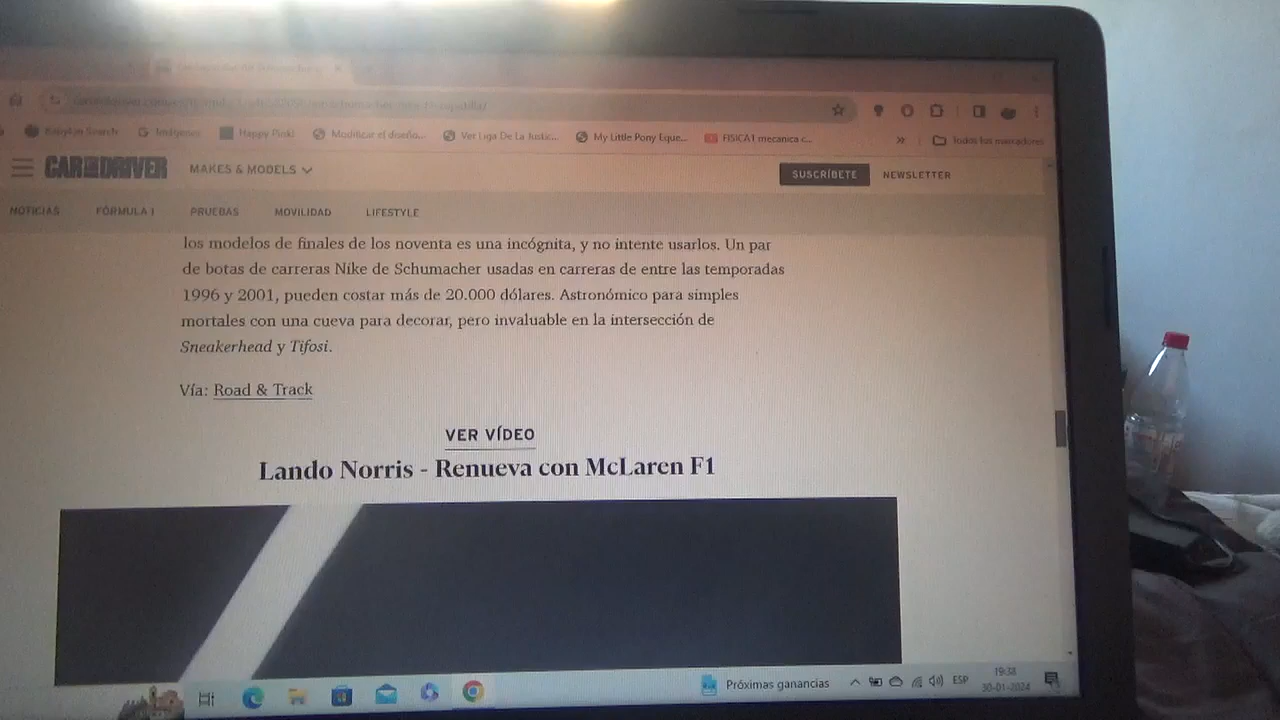 Babylon Search
Imágenes
Happy Pinki
Modificar el diseño...
Ver Liga De La Justic...
My Little Pony Eque...
FISICA1 mecanica c...
»
Todos los marcadores
CAR AND DRIVER
MAKES & MODELS
SUSCRÍBETE
NEWSLETTER
NOTICIAS
FÓRMULA 1
PRUEBAS
MOVILIDAD
LIFESTYLE
los modelos de finales de los noventa es una incógnita, y no intente usarlos. Un par
de botas de carreras Nike de Schumacher usadas en carreras de entre las temporadas
1996 y 2001, pueden costar más de 20.000 dólares. Astronómico para simples
mortales con una cueva para decorar, pero invaluable en la intersección de
Sneakerhead y Tifosi.
Vía: Road & Track
VER VÍDEO
Lando Norris - Renueva con McLaren F1
Próximas ganancias
ESP
19:38
30-01-2024